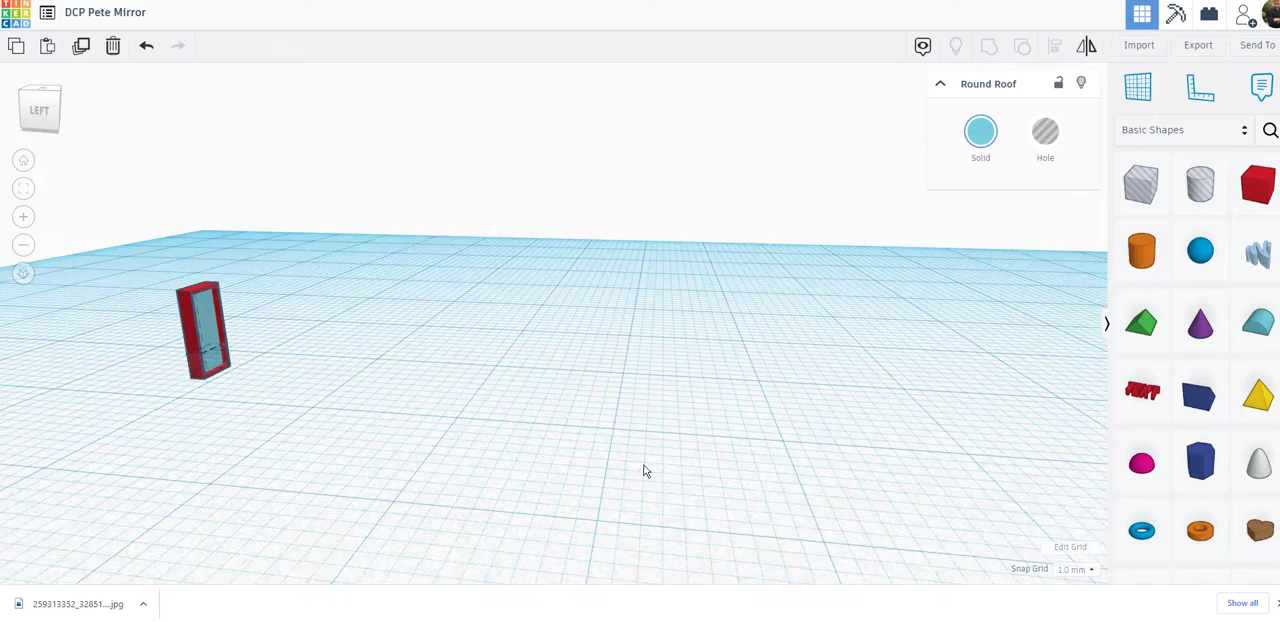 TIN
KER
CAD
DCP Pete Mirror
Import
Export
Send To
LEFT
Round Roof
Solid
Hole
Basic Shapes
TEXT
Edit Grid
Snap Grid
1.0 mm
259313352_32851....jpg
Show all